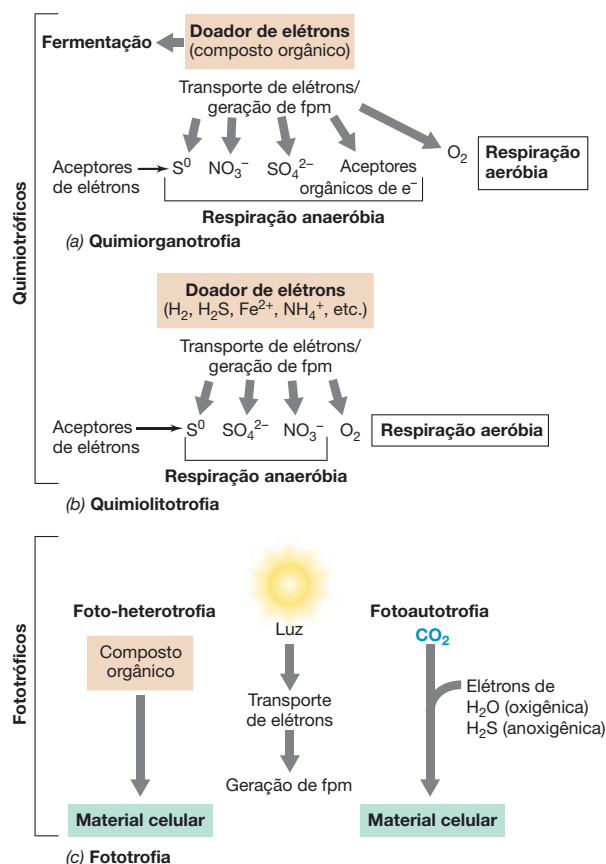 Quimiotróficos
Fermentação
Doador de elétrons
(composto orgânico)
Transporte de elétrons/
geração de fpm
Aceptores
de elétrons
S⁰ NO₃⁻ SO₄²⁻ Aceptores
orgânicos de e⁻
O₂
Respiração
aeróbia
Respiração anaeróbia
(a) Quimiorganotrofia
Doador de elétrons
(H₂, H₂S, Fe²⁺, NH₄⁺, etc.)
Transporte de elétrons/
geração de fpm
Aceptores
de elétrons
S⁰ SO₄²⁻ NO₃⁻ O₂
Respiração aeróbia
Respiração anaeróbia
(b) Quimiolitotrofia
Fototróficos
Foto-heterotrofia
Composto
orgânico
Material celular
Luz
Transporte
de elétrons
Geração de fpm
Fotoautotrofia
CO₂
Elétrons de
H₂O (oxigênica)
H₂S (anoxigênica)
Material celular
(c) Fototrofia